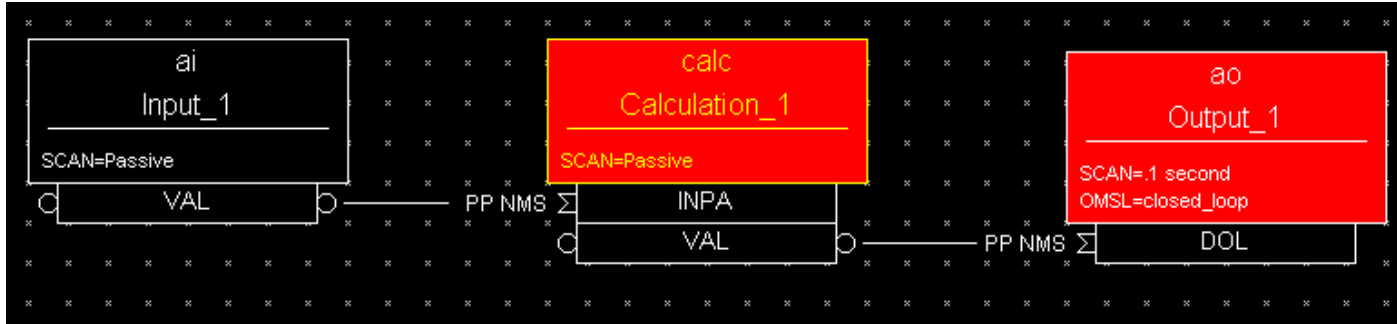 ai
Input_1
SCAN=Passive
VAL
PP NMS
calc
Calculation_1
SCAN=Passive
INPA
VAL
PP NMS
ao
Output_1
SCAN=.1 second
OMSL=closed_loop
DOL